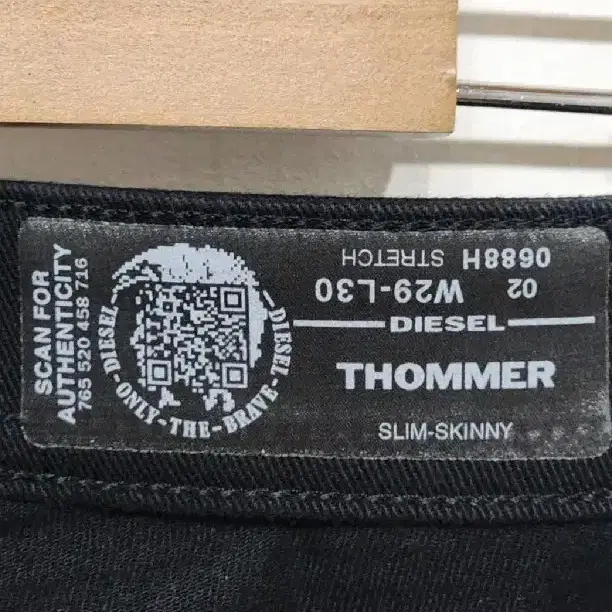 SCAN FOR
AUTHENTICITY
765 520 458 716
DIESEL-ONLY-THE-BRAVE-DIESEL
0688H STRETCH
02 W29-L30
DIESEL
THOMMER
SLIM-SKINNY